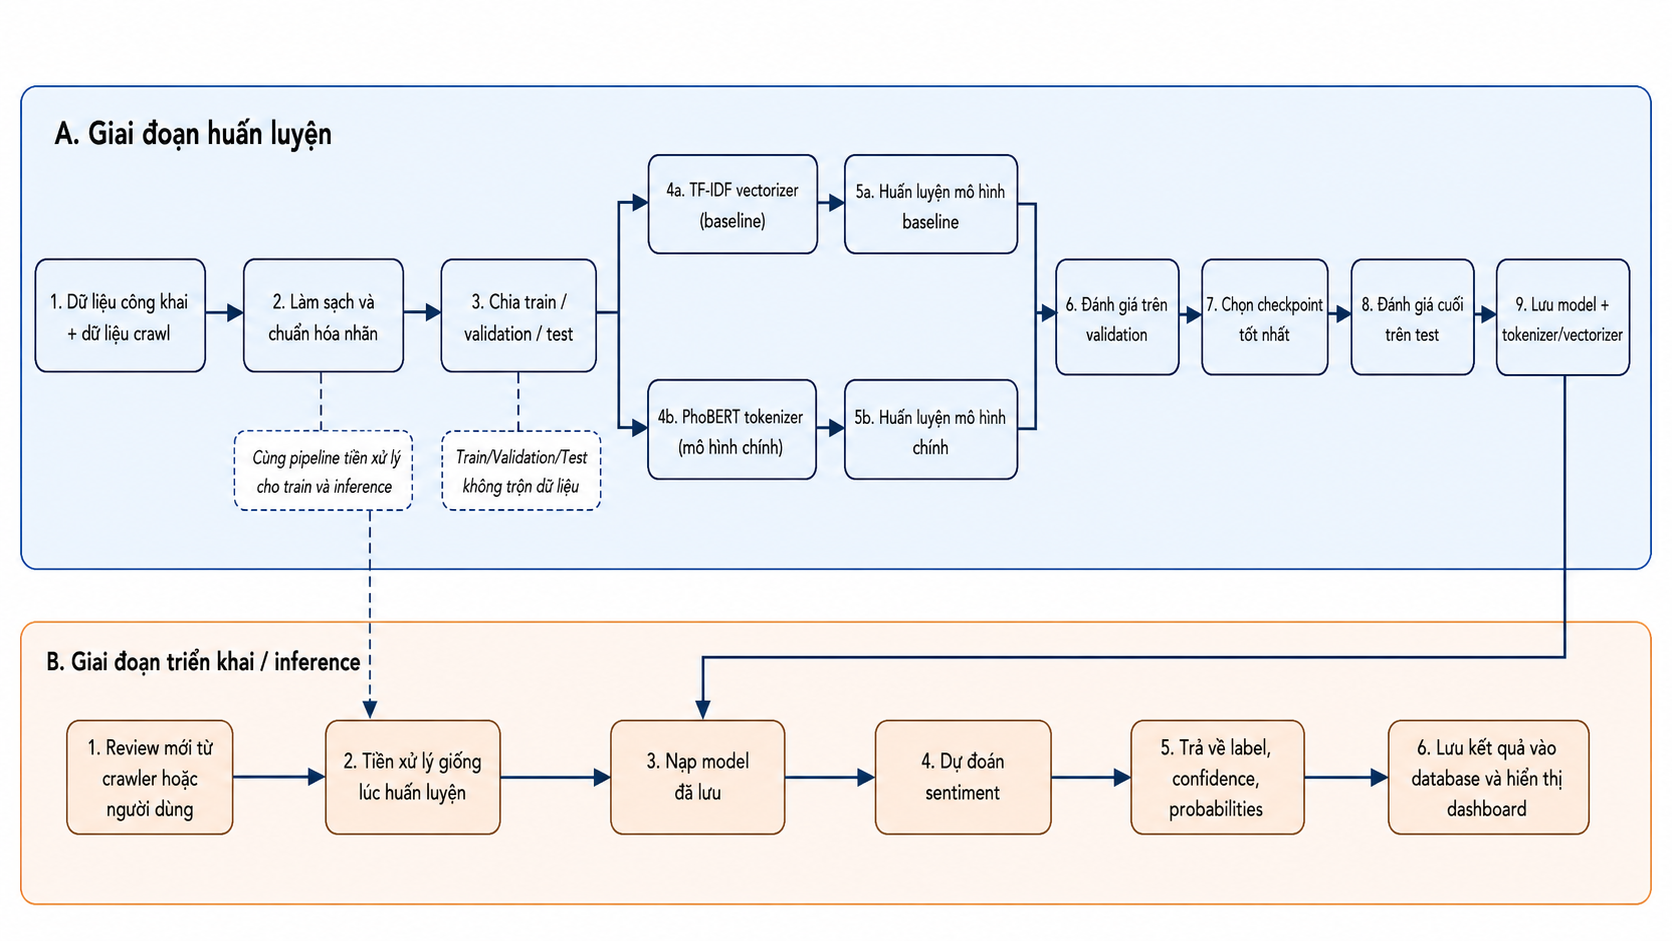 A. Giai đoạn huấn luyện
1. Dữ liệu công khai
+ dữ liệu crawl
2. Làm sạch và
chuẩn hóa nhãn
3. Chia train /
validation / test
4a. TF-IDF vectorizer
(baseline)
5a. Huấn luyện mô hình
baseline
4b. PhoBERT tokenizer
(mô hình chính)
5b. Huấn luyện mô hình
chính
6. Đánh giá trên
validation
7. Chọn checkpoint
tốt nhất
8. Đánh giá cuối
trên test
9. Lưu model +
tokenizer/vectorizer
Cùng pipeline tiền xử lý
cho train và inference
Train/Validation/Test
không trộn dữ liệu
B. Giai đoạn triển khai / inference
1. Review mới từ
crawler hoặc
người dùng
2. Tiền xử lý giống
lúc huấn luyện
3. Nạp model
đã lưu
4. Dự đoán
sentiment
5. Trả về label,
confidence,
probabilities
6. Lưu kết quả vào
database và hiển thị
dashboard